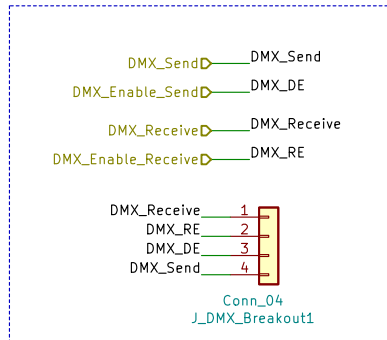 DMX_Send DMX_Send
DMX_Enable_Send DMX_DE
DMX_Receive DMX_Receive
DMX_Enable_Receive DMX_RE
DMX_Receive 1
DMX_RE 2
DMX_DE 3
DMX_Send 4
Conn_04
J_DMX_Breakout1